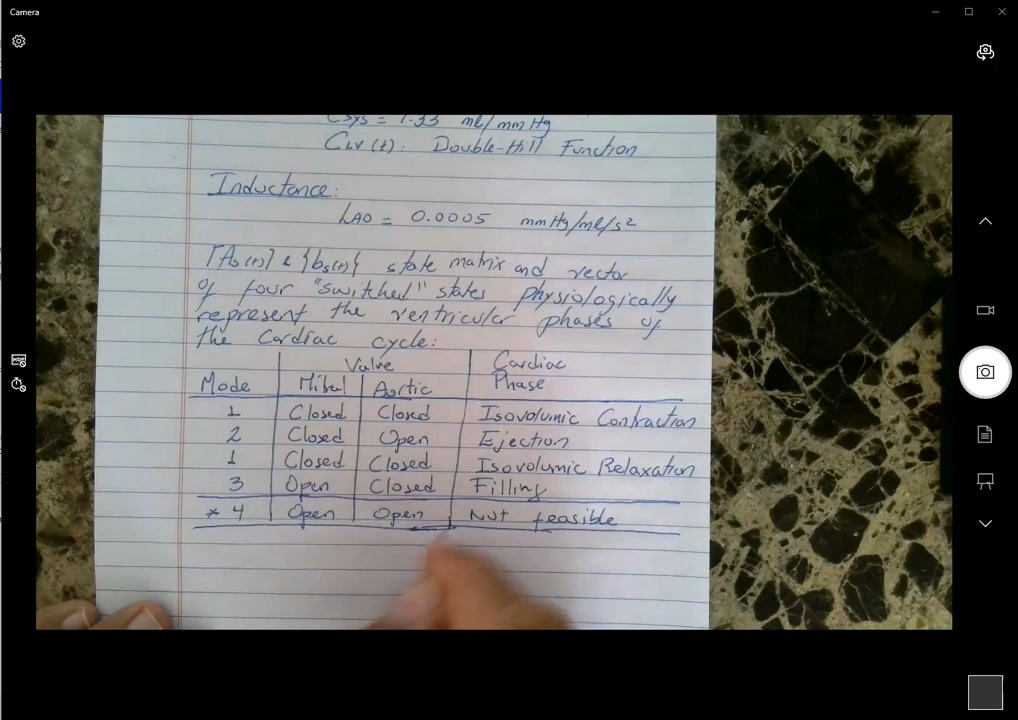 Camera
Csys = 1.33 ml/mmHg
CLV(t): Double-Hill Function
Inductance:
LAO = 0.0005 mmHg/ml/s²
[As(t)] & {bs(t)} state matrix and vector
of four "switched" states physiologically
represent the ventricular phases of
the Cardiac cycle:
Valve Cardiac
Mode Mitral Aortic Phase
1 Closed Closed Isovolumic Contraction
2 Closed Open Ejection
1 Closed Closed Isovolumic Relaxation
3 Open Closed Filling
* 4 Open Open Not feasible